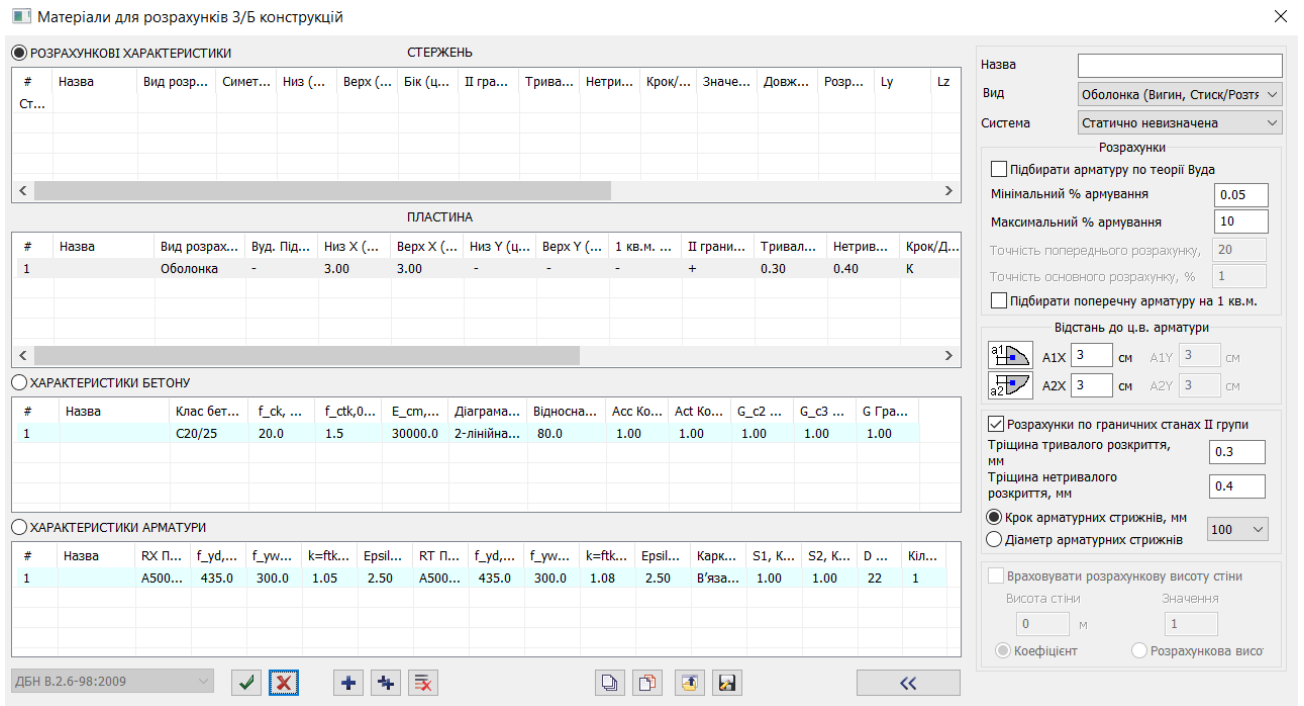 Матеріали для розрахунків З/Б конструкцій
РОЗРАХУНКОВІ ХАРАКТЕРИСТИКИ СТЕРЖЕНЬ
# Назва Вид розр... Симет... Низ (... Верх (... Бік (ц... II гра... Трива... Нетри... Крок/... Значе... Довж... Розр... Ly Lz
Ст...
ПЛАСТИНА
# Назва Вид розрах... Вуд. Під... Низ X (... Верх X (... Низ Y (ц... Верх Y (... 1 кв.м. ... II грани... Тривал... Нетрив... Крок/Д...
1 Оболонка - 3.00 3.00 - - - + 0.30 0.40 К
ХАРАКТЕРИСТИКИ БЕТОНУ
# Назва Клас бет... f_ck, ... f_ctk,0... E_cm,... Діаграма... Відносна... Acc Ко... Act Ко... G_c2 ... G_c3 ... G Гра...
1 C20/25 20.0 1.5 30000.0 2-лінійна... 80.0 1.00 1.00 1.00 1.00 1.00
ХАРАКТЕРИСТИКИ АРМАТУРИ
# Назва RX П... f_yd,... f_yw... k=ftk... Epsil... RT П... f_yd,... f_yw... k=ftk... Epsil... Карк... S1, К... S2, К... D ... Кіл...
1 A500... 435.0 300.0 1.05 2.50 A500... 435.0 300.0 1.08 2.50 В'яза... 1.00 1.00 22 1
ДБН В.2.6-98:2009
<<
Назва
Вид Оболонка (Вигин, Стиск/Розтя
Система Статично невизначена
Розрахунки
Підбирати арматуру по теорії Вуда
Мінімальний % армування 0.05
Максимальний % армування 10
Точність попереднього розрахунку, 20
Точність основного розрахунку, % 1
Підбирати поперечну арматуру на 1 кв.м.
Відстань до ц.в. арматури
a1 A1X 3 см A1Y 3 см
a2 A2X 3 см A2Y 3 см
Розрахунки по граничних станах II групи
Тріщина тривалого розкриття,
мм 0.3
Тріщина нетривалого
розкриття, мм 0.4
Крок арматурних стрижнів, мм
100
Діаметр арматурних стрижнів
Враховувати розрахункову висоту стіни
Висота стіни Значення
0 м 1
Коефіцієнт Розрахункова висо